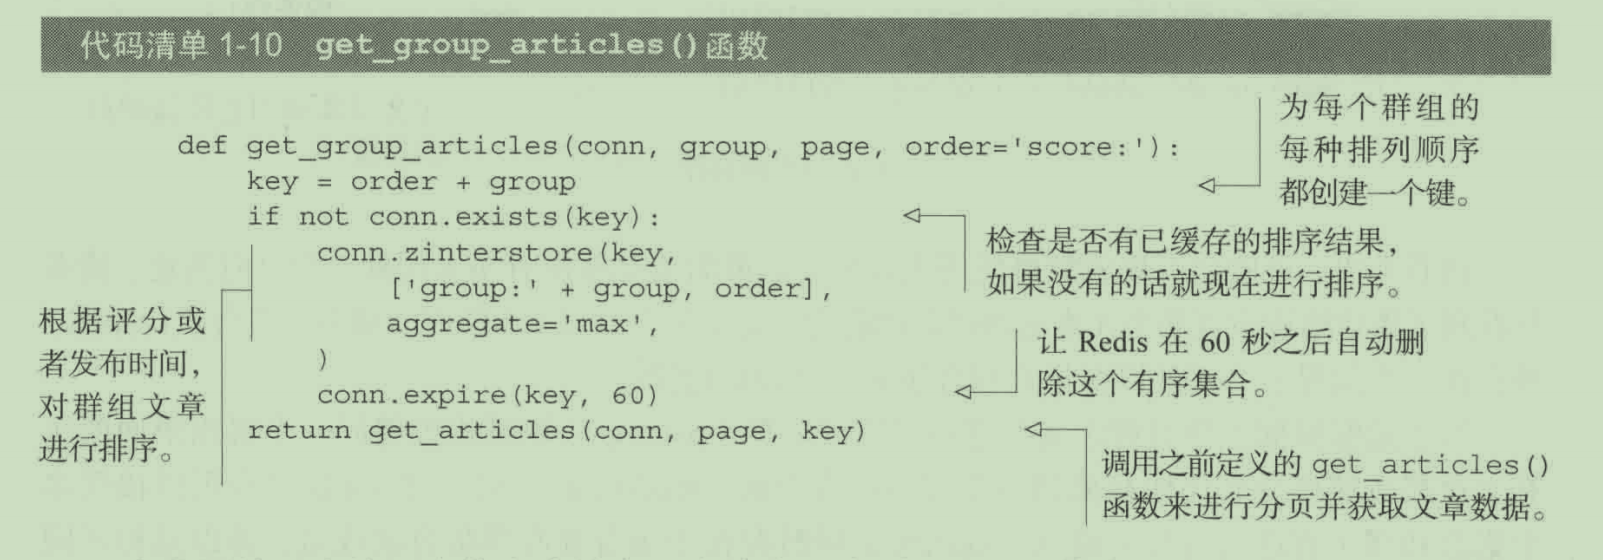 代码清单 1-10 get_group_articles()函数
为每个群组的
每种排列顺序
都创建一个键。
def get_group_articles(conn, group, page, order='score:'):
key = order + group
if not conn.exists(key):
检查是否有已缓存的排序结果，
如果没有的话就现在进行排序。
conn.zinterstore(key,
['group:' + group, order],
aggregate='max',
)
根据评分或
者发布时间，
对群组文章
进行排序。
让 Redis 在 60 秒之后自动删
除这个有序集合。
conn.expire(key, 60)
return get_articles(conn, page, key)
调用之前定义的 get_articles()
函数来进行分页并获取文章数据。